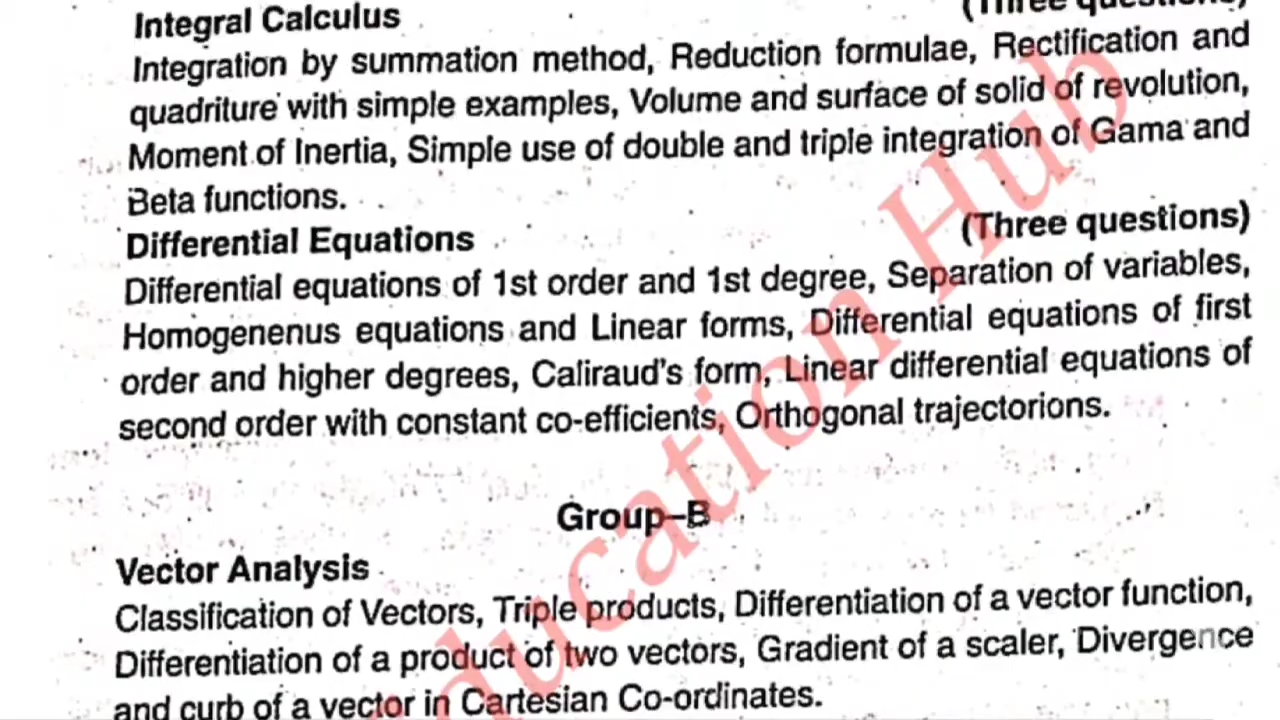 Integral Calculus (Three questions)
Integration by summation method, Reduction formulae, Rectification and
quadriture with simple examples, Volume and surface of solid of revolution,
Moment of Inertia, Simple use of double and triple integration of Gama and
Beta functions.
Differential Equations (Three questions)
Differential equations of 1st order and 1st degree, Separation of variables,
Homogenenus equations and Linear forms, Differential equations of first
order and higher degrees, Caliraud's form, Linear differential equations of
second order with constant co-efficients, Orthogonal trajectorions.
Group–B
Vector Analysis
Classification of Vectors, Triple products, Differentiation of a vector function,
Differentiation of a product of two vectors, Gradient of a scaler, Divergence
and curb of a vector in Cartesian Co-ordinates.
Education Hub